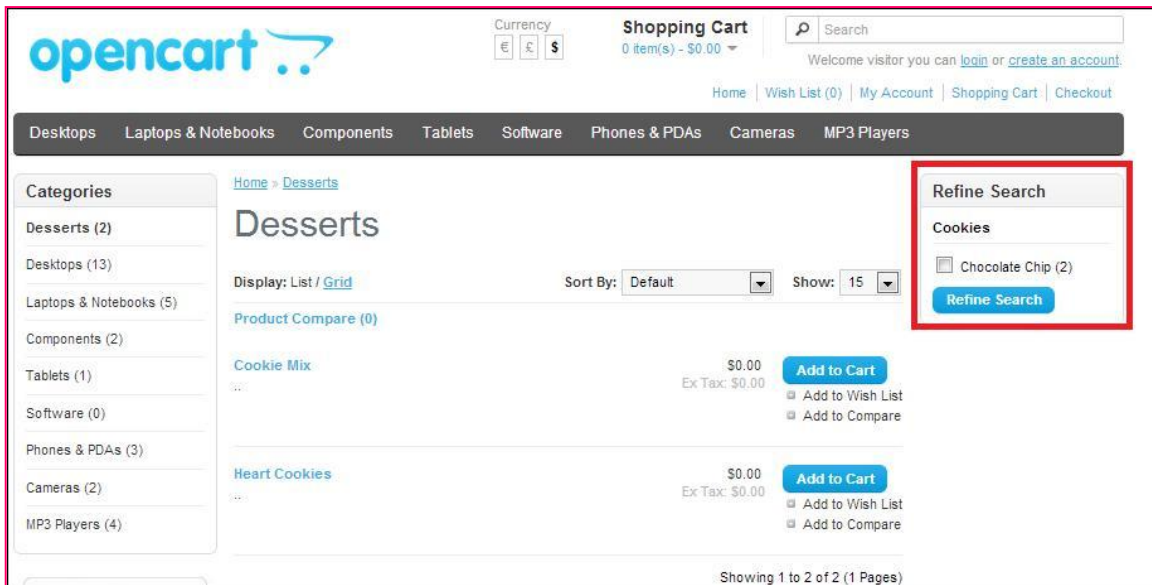 opencart
Currency
€ £ $
Shopping Cart
0 item(s) - $0.00
Search
Welcome visitor you can login or create an account.
Home | Wish List (0) | My Account | Shopping Cart | Checkout
Desktops Laptops & Notebooks Components Tablets Software Phones & PDAs Cameras MP3 Players
Categories
Desserts (2)
Desktops (13)
Laptops & Notebooks (5)
Components (2)
Tablets (1)
Software (0)
Phones & PDAs (3)
Cameras (2)
MP3 Players (4)
Home » Desserts
Desserts
Display: List / Grid Sort By: Default Show: 15
Product Compare (0)
Cookie Mix
..
$0.00
Ex Tax: $0.00
Add to Cart
Add to Wish List
Add to Compare
Heart Cookies
..
$0.00
Ex Tax: $0.00
Add to Cart
Add to Wish List
Add to Compare
Showing 1 to 2 of 2 (1 Pages)
Refine Search
Cookies
Chocolate Chip (2)
Refine Search